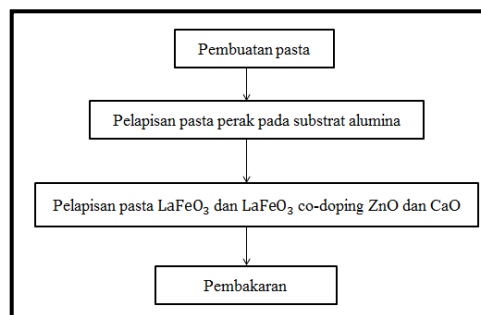 Pembuatan pasta
Pelapisan pasta perak pada substrat alumina
Pelapisan pasta LaFeO₃ dan LaFeO₃ co-doping ZnO dan CaO
Pembakaran